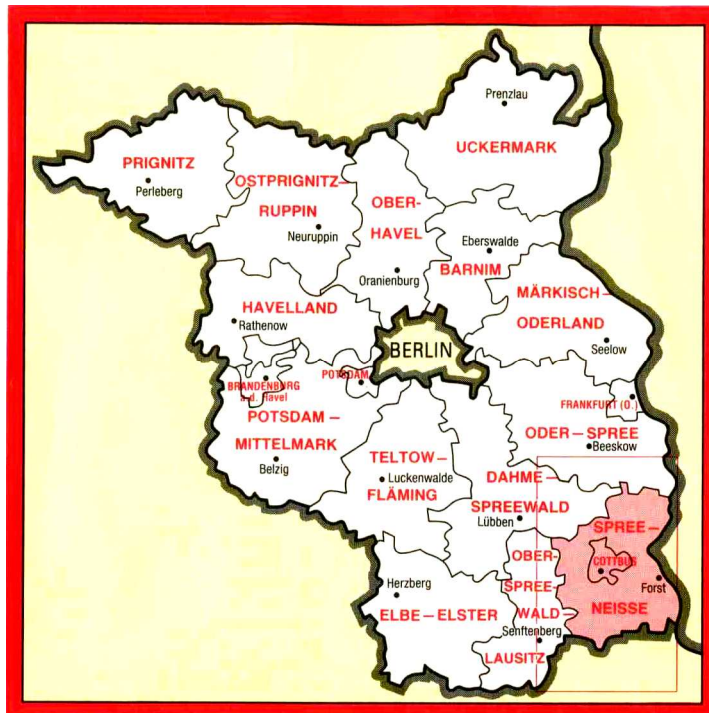 Prenzlau
UCKERMARK
PRIGNITZ
Perleberg
OSTPRIGNITZ—
RUPPIN
Neuruppin
OBER-
HAVEL
Oranienburg
Eberswalde
BARNIM
MÄRKISCH—
ODERLAND
Seelow
HAVELLAND
Rathenow
BERLIN
BRANDENBURG
a.d. Havel
POTSDAM
POTSDAM—
MITTELMARK
Belzig
FRANKFURT (O.)
ODER—SPREE
Beeskow
TELTOW—
Luckenwalde
FLÄMING
DAHME—
SPREEWALD
Lübben
SPREE—
COTTBUS
Forst
NEISSE
OBER-
SPREE-
WALD—
Senftenberg
LAUSITZ
Herzberg
ELBE—ELSTER